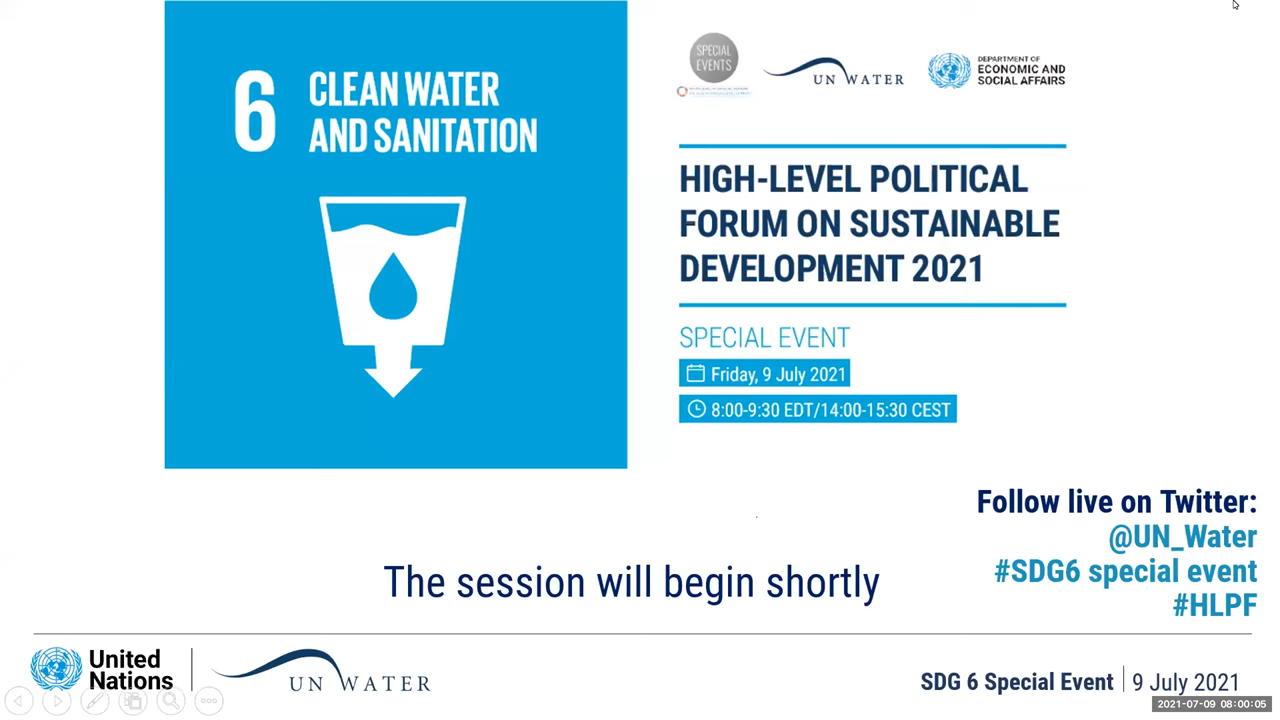 6 CLEAN WATER
AND SANITATION
SPECIAL
EVENTS
UN WATER
DEPARTMENT OF
ECONOMIC AND
SOCIAL AFFAIRS
HIGH-LEVEL POLITICAL
FORUM ON SUSTAINABLE
DEVELOPMENT 2021
SPECIAL EVENT
Friday, 9 July 2021
8:00-9:30 EDT/14:00-15:30 CEST
Follow live on Twitter:
@UN_Water
#SDG6 special event
#HLPF
The session will begin shortly
United
Nations
UN WATER
SDG 6 Special Event
9 July 2021
2021-07-09 08:00:05